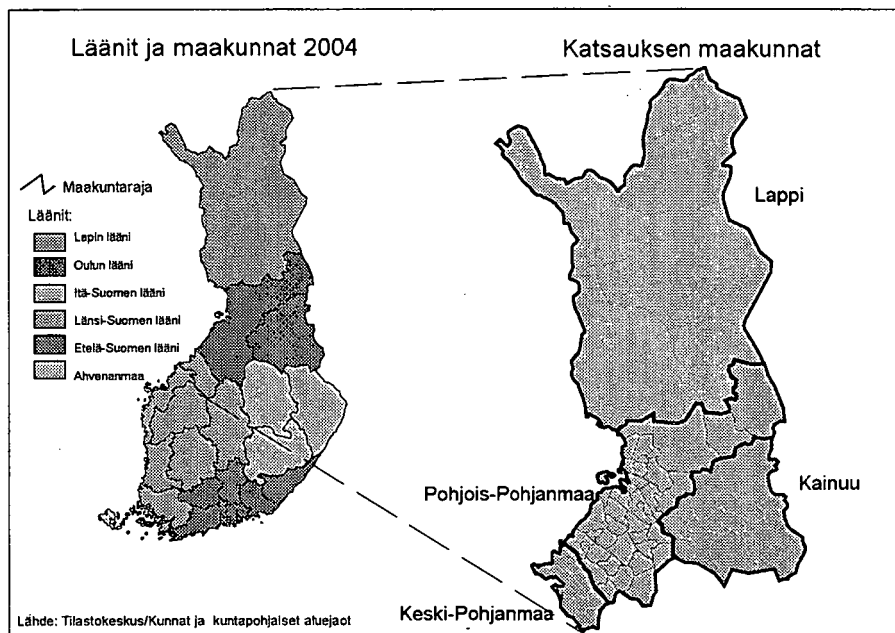 Läänit ja maakunnat 2004
Katsauksen maakunnat
Maakuntaraja
Läänit:
Lapin lääni
Oulun lääni
Itä-Suomen lääni
Länsi-Suomen lääni
Etelä-Suomen lääni
Ahvenanmaa
Lappi
Pohjois-Pohjanmaa
Kainuu
Keski-Pohjanmaa
Lähde: Tilastokeskus/Kunnat ja kuntapohjaiset aluejaot